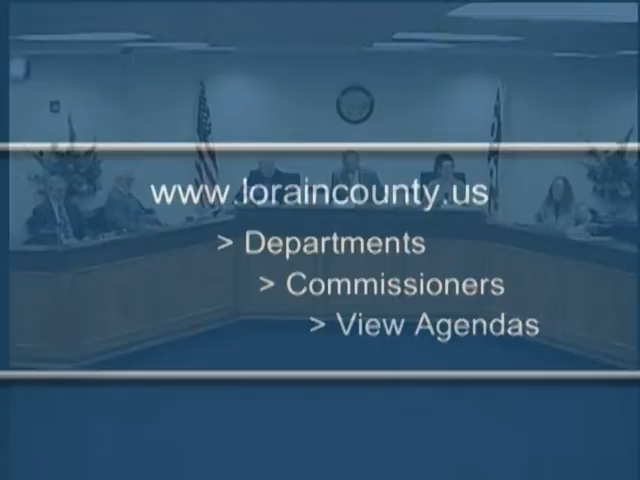 www.loraincounty.us
> Departments
> Commissioners
> View Agendas